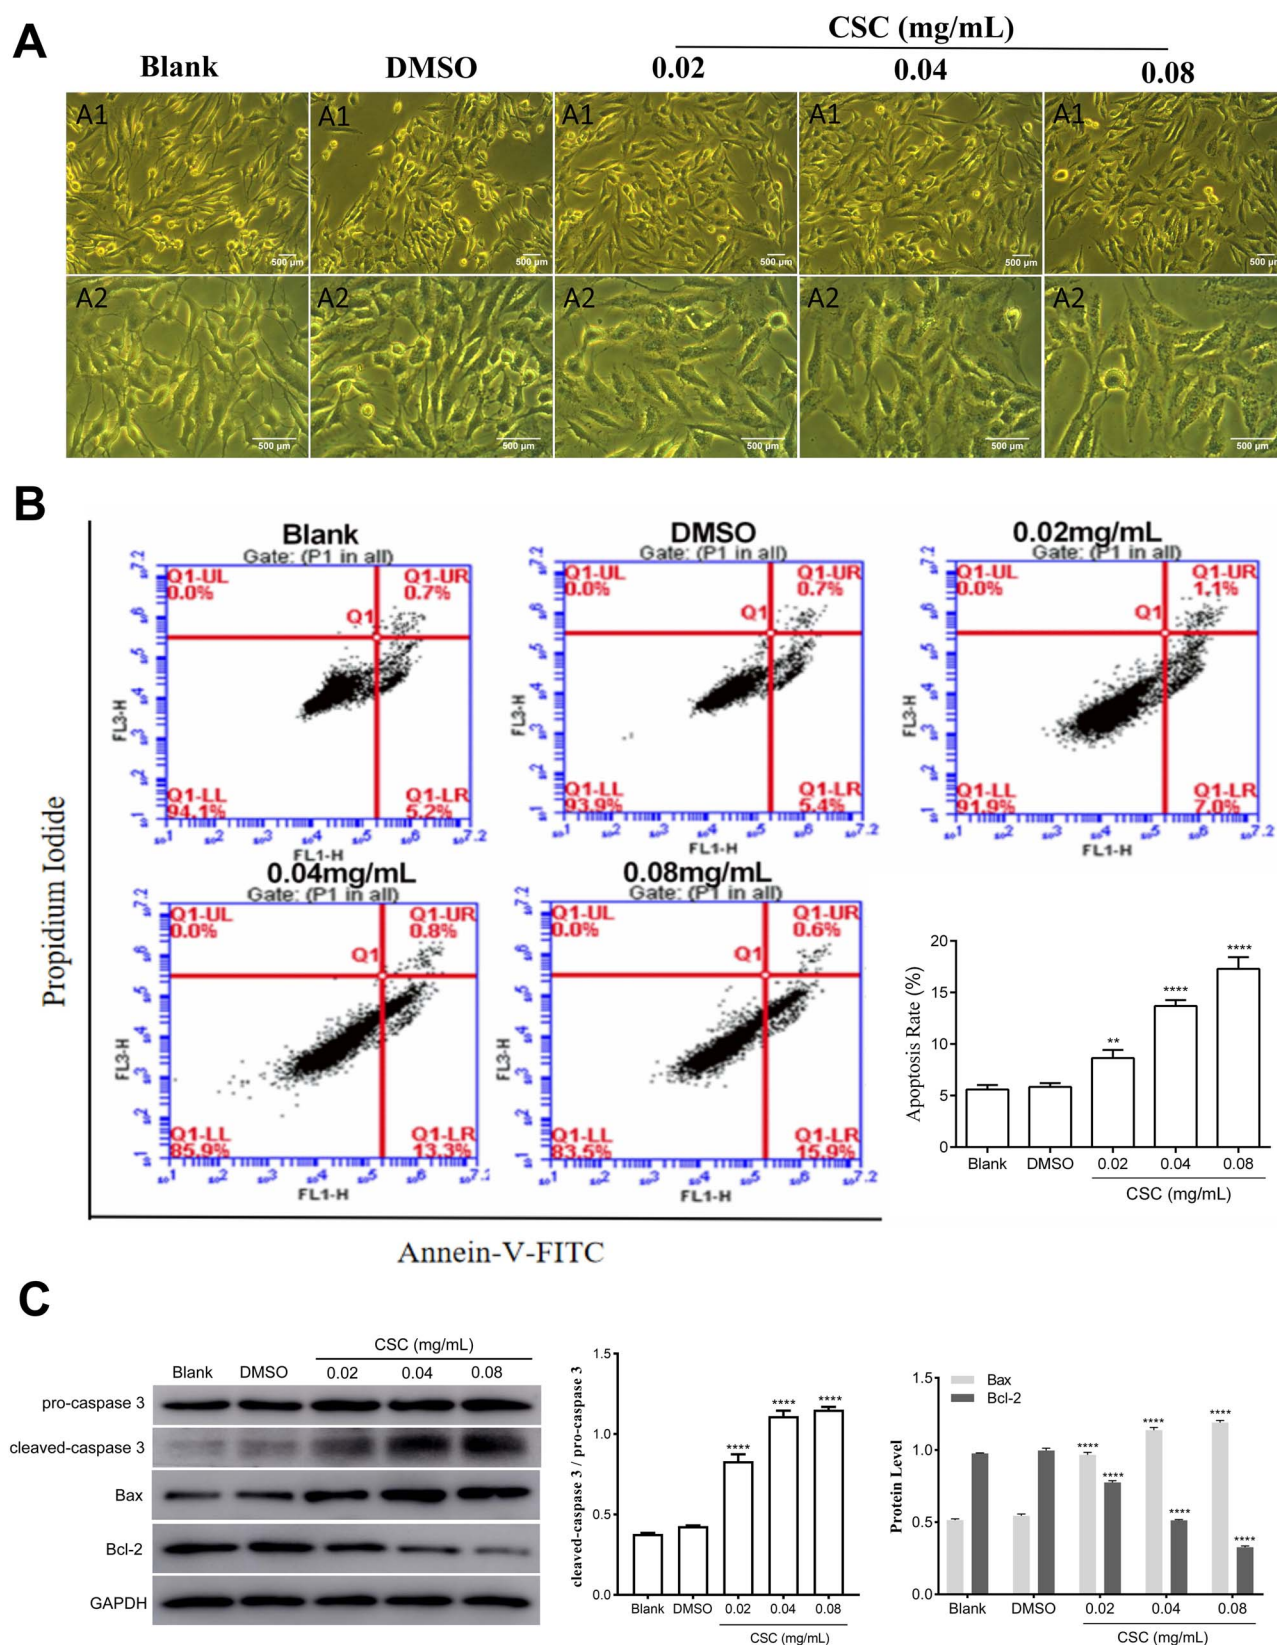 A
CSC (mg/mL)
Blank DMSO 0.02 0.04 0.08
A1 A1 A1 A1 A1
500 µm 500 µm 500 µm 500 µm 500 µm
A2 A2 A2 A2 A2
500 µm 500 µm 500 µm 500 µm 500 µm
B
Propidium Iodide
Blank
Gate: (P1 in all)
Q1-UL
0.0%
Q1-UR
0.7%
Q1
Q1-LL
94.1%
Q1-LR
5.2%
FL3-H
FL1-H
DMSO
Gate: (P1 in all)
Q1-UL
0.0%
Q1-UR
0.7%
Q1
Q1-LL
93.9%
Q1-LR
5.4%
FL3-H
FL1-H
0.02mg/mL
Gate: (P1 in all)
Q1-UL
0.0%
Q1-UR
1.1%
Q1
Q1-LL
91.9%
Q1-LR
7.0%
FL3-H
FL1-H
0.04mg/mL
Gate: (P1 in all)
Q1-UL
0.0%
Q1-UR
0.8%
Q1
Q1-LL
85.9%
Q1-LR
13.3%
FL3-H
FL1-H
0.08mg/mL
Gate: (P1 in all)
Q1-UL
0.0%
Q1-UR
0.6%
Q1
Q1-LL
83.5%
Q1-LR
15.9%
FL3-H
FL1-H
Annein-V-FITC
Apoptosis Rate (%)
20
15
10
5
0
** **** ****
Blank DMSO 0.02 0.04 0.08
CSC (mg/mL)
C
CSC (mg/mL)
Blank DMSO 0.02 0.04 0.08
pro-caspase 3
cleaved-caspase 3
Bax
Bcl-2
GAPDH
cleaved-caspase 3 / pro-caspase 3
1.5
1.0
0.5
0.0
**** **** ****
Blank DMSO 0.02 0.04 0.08
CSC (mg/mL)
Bax
Bcl-2
Protein Level
1.5
1.0
0.5
0.0
**** **** **** **** **** ****
Blank DMSO 0.02 0.04 0.08
CSC (mg/mL)